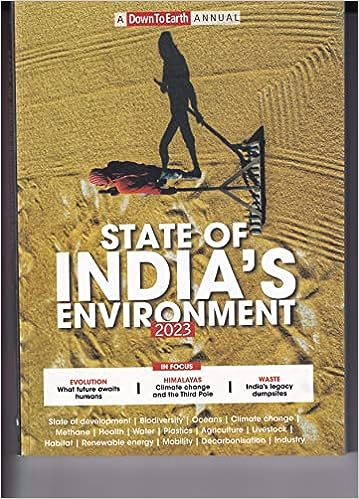 A DownToEarth ANNUAL
STATE OF
INDIA'S
ENVIRONMENT
2023
IN FOCUS
EVOLUTION
What future awaits
humans
HIMALAYAS
Climate change
and the Third Pole
WASTE
India's legacy
dumpsites
State of development | Biodiversity | Oceans | Climate change |
Methane | Health | Water | Plastics | Agriculture | Livestock |
Habitat | Renewable energy | Mobility | Decarbonisation | Industry